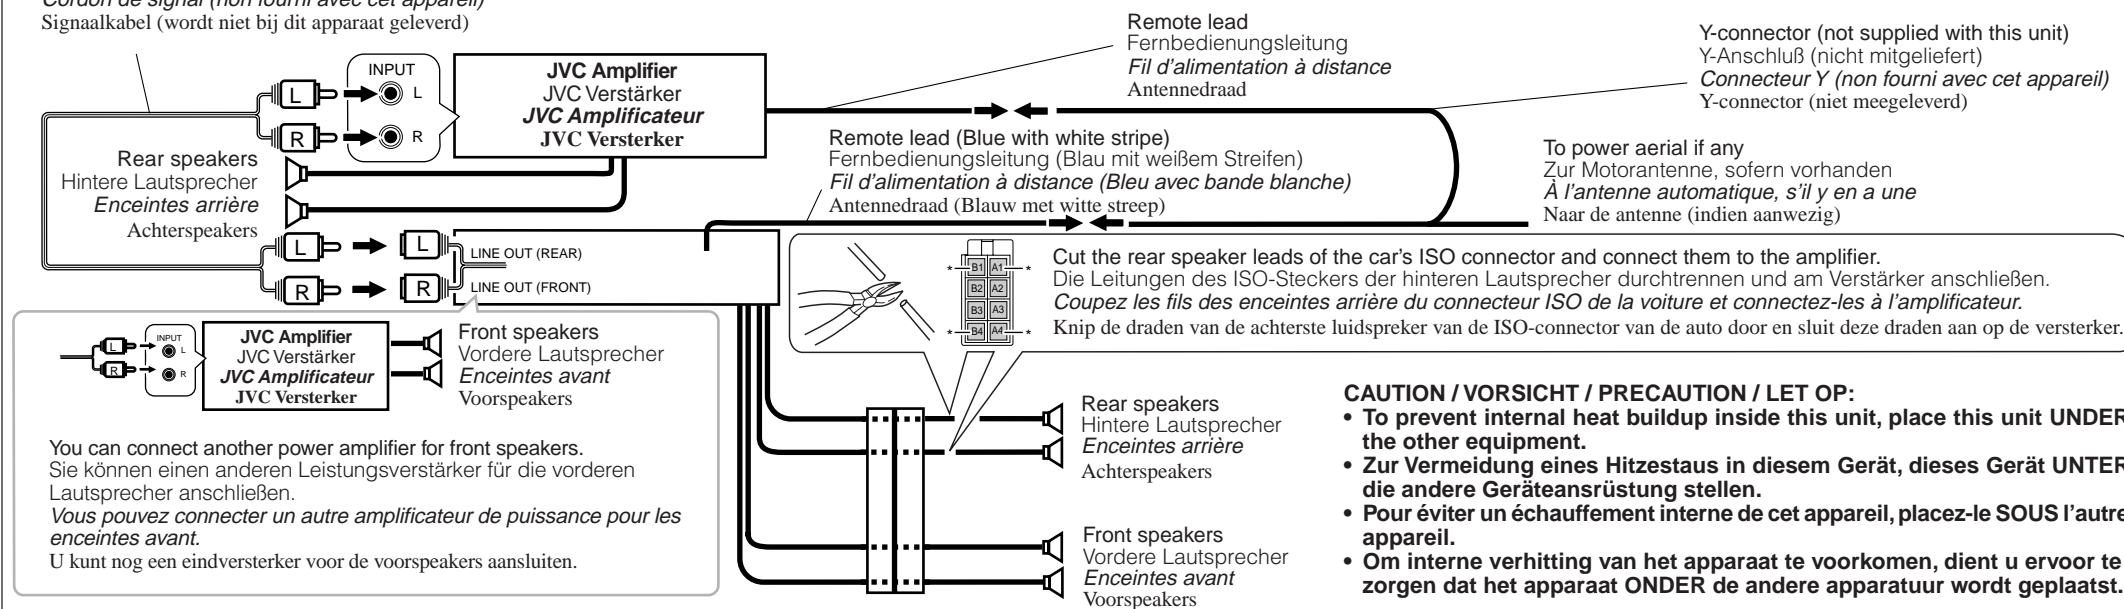 Cordon de signal (non fourni avec cet appareil)
Signaalkabel (wordt niet bij dit apparaat geleverd)
INPUT
L
R
L
R
JVC Amplifier
JVC Verstärker
JVC Amplificateur
JVC Versterker
Remote lead
Fernbedienungsleitung
Fil d'alimentation à distance
Antennedraad
Y-connector (not supplied with this unit)
Y-Anschluß (nicht mitgeliefert)
Connecteur Y (non fourni avec cet appareil)
Y-connector (niet meegeleverd)
Rear speakers
Hintere Lautsprecher
Enceintes arrière
Achterspeakers
Remote lead (Blue with white stripe)
Fernbedienungsleitung (Blau mit weißem Streifen)
Fil d'alimentation à distance (Bleu avec bande blanche)
Antennedraad (Blauw met witte streep)
To power aerial if any
Zur Motorantenne, sofern vorhanden
À l'antenne automatique, s'il y en a une
Naar de antenne (indien aanwezig)
L
L
LINE OUT (REAR)
R
R
LINE OUT (FRONT)
* B1 A1 *
B2 A2
B3 A3
* B4 A4 *
Cut the rear speaker leads of the car's ISO connector and connect them to the amplifier.
Die Leitungen des ISO-Steckers der hinteren Lautsprecher durchtrennen und am Verstärker anschließen.
Coupez les fils des enceintes arrière du connecteur ISO de la voiture et connectez-les à l'amplificateur.
Knip de draden van de achterste luidspreker van de ISO-connector van de auto door en sluit deze draden aan op de versterker.
INPUT
L
R
L
R
JVC Amplifier
JVC Verstärker
JVC Amplificateur
JVC Versterker
Front speakers
Vordere Lautsprecher
Enceintes avant
Voorspeakers
You can connect another power amplifier for front speakers.
Sie können einen anderen Leistungsverstärker für die vorderen
Lautsprecher anschließen.
Vous pouvez connecter un autre amplificateur de puissance pour les
enceintes avant.
U kunt nog een eindversterker voor de voorspeakers aansluiten.
Rear speakers
Hintere Lautsprecher
Enceintes arrière
Achterspeakers
Front speakers
Vordere Lautsprecher
Enceintes avant
Voorspeakers
CAUTION / VORSICHT / PRECAUTION / LET OP:
• To prevent internal heat buildup inside this unit, place this unit UNDER
the other equipment.
• Zur Vermeidung eines Hitzestaus in diesem Gerät, dieses Gerät UNTER
die andere Geräteansrüstung stellen.
• Pour éviter un échauffement interne de cet appareil, placez-le SOUS l'autre
appareil.
• Om interne verhitting van het apparaat te voorkomen, dient u ervoor te
zorgen dat het apparaat ONDER de andere apparatuur wordt geplaatst.